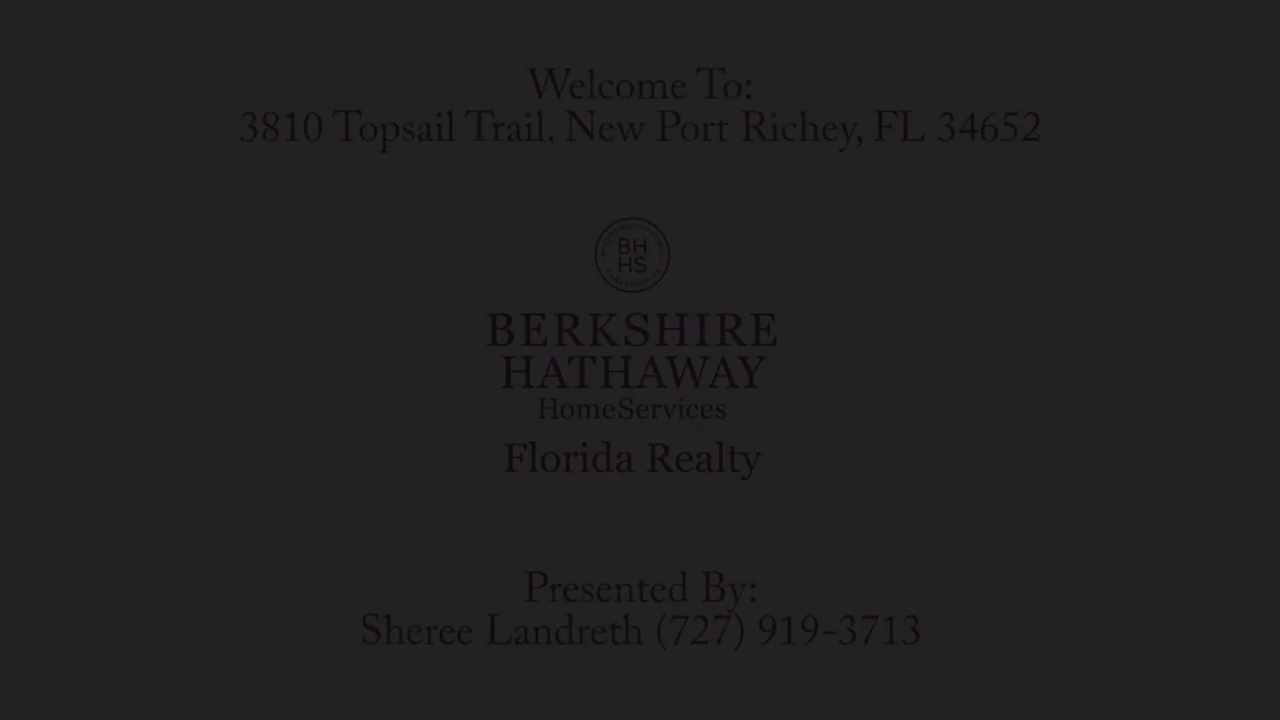 Welcome To:
3810 Topsail Trail. New Port Richey, FL 34652
BH
HS
BERKSHIRE
HATHAWAY
HomeServices
Florida Realty
Presented By:
Sheree Landreth (727) 919-3713